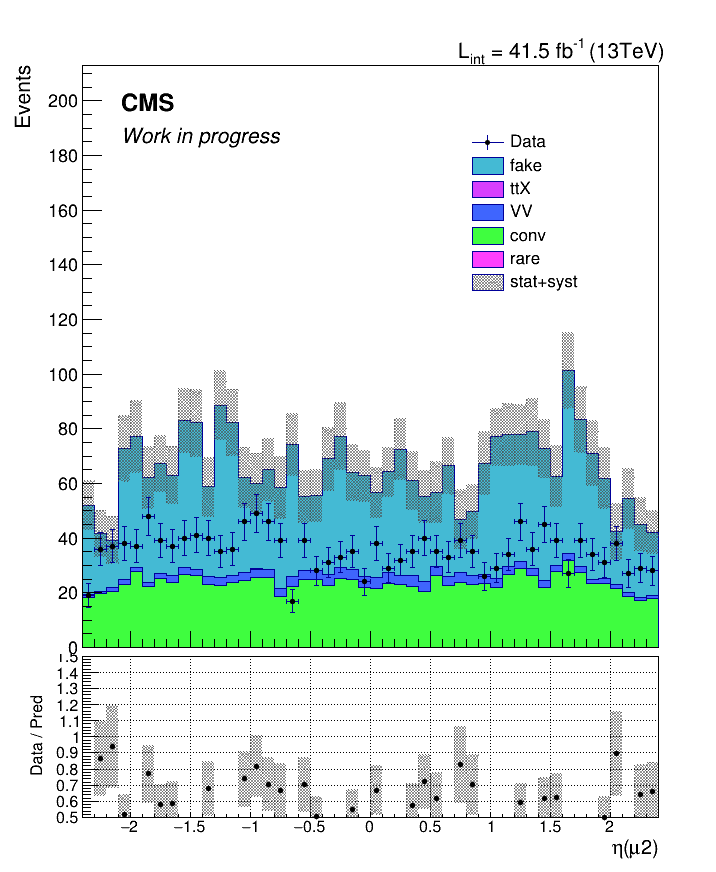 L_int = 41.5 fb^-1 (13TeV)
Events
CMS
Work in progress
Data
fake
ttX
VV
conv
rare
stat+syst
200
180
160
140
120
100
80
60
40
20
0
Data / Pred
1.5
1.4
1.3
1.2
1.1
1
0.9
0.8
0.7
0.6
0.5
−2 −1.5 −1 −0.5 0 0.5 1 1.5 2
η(μ2)